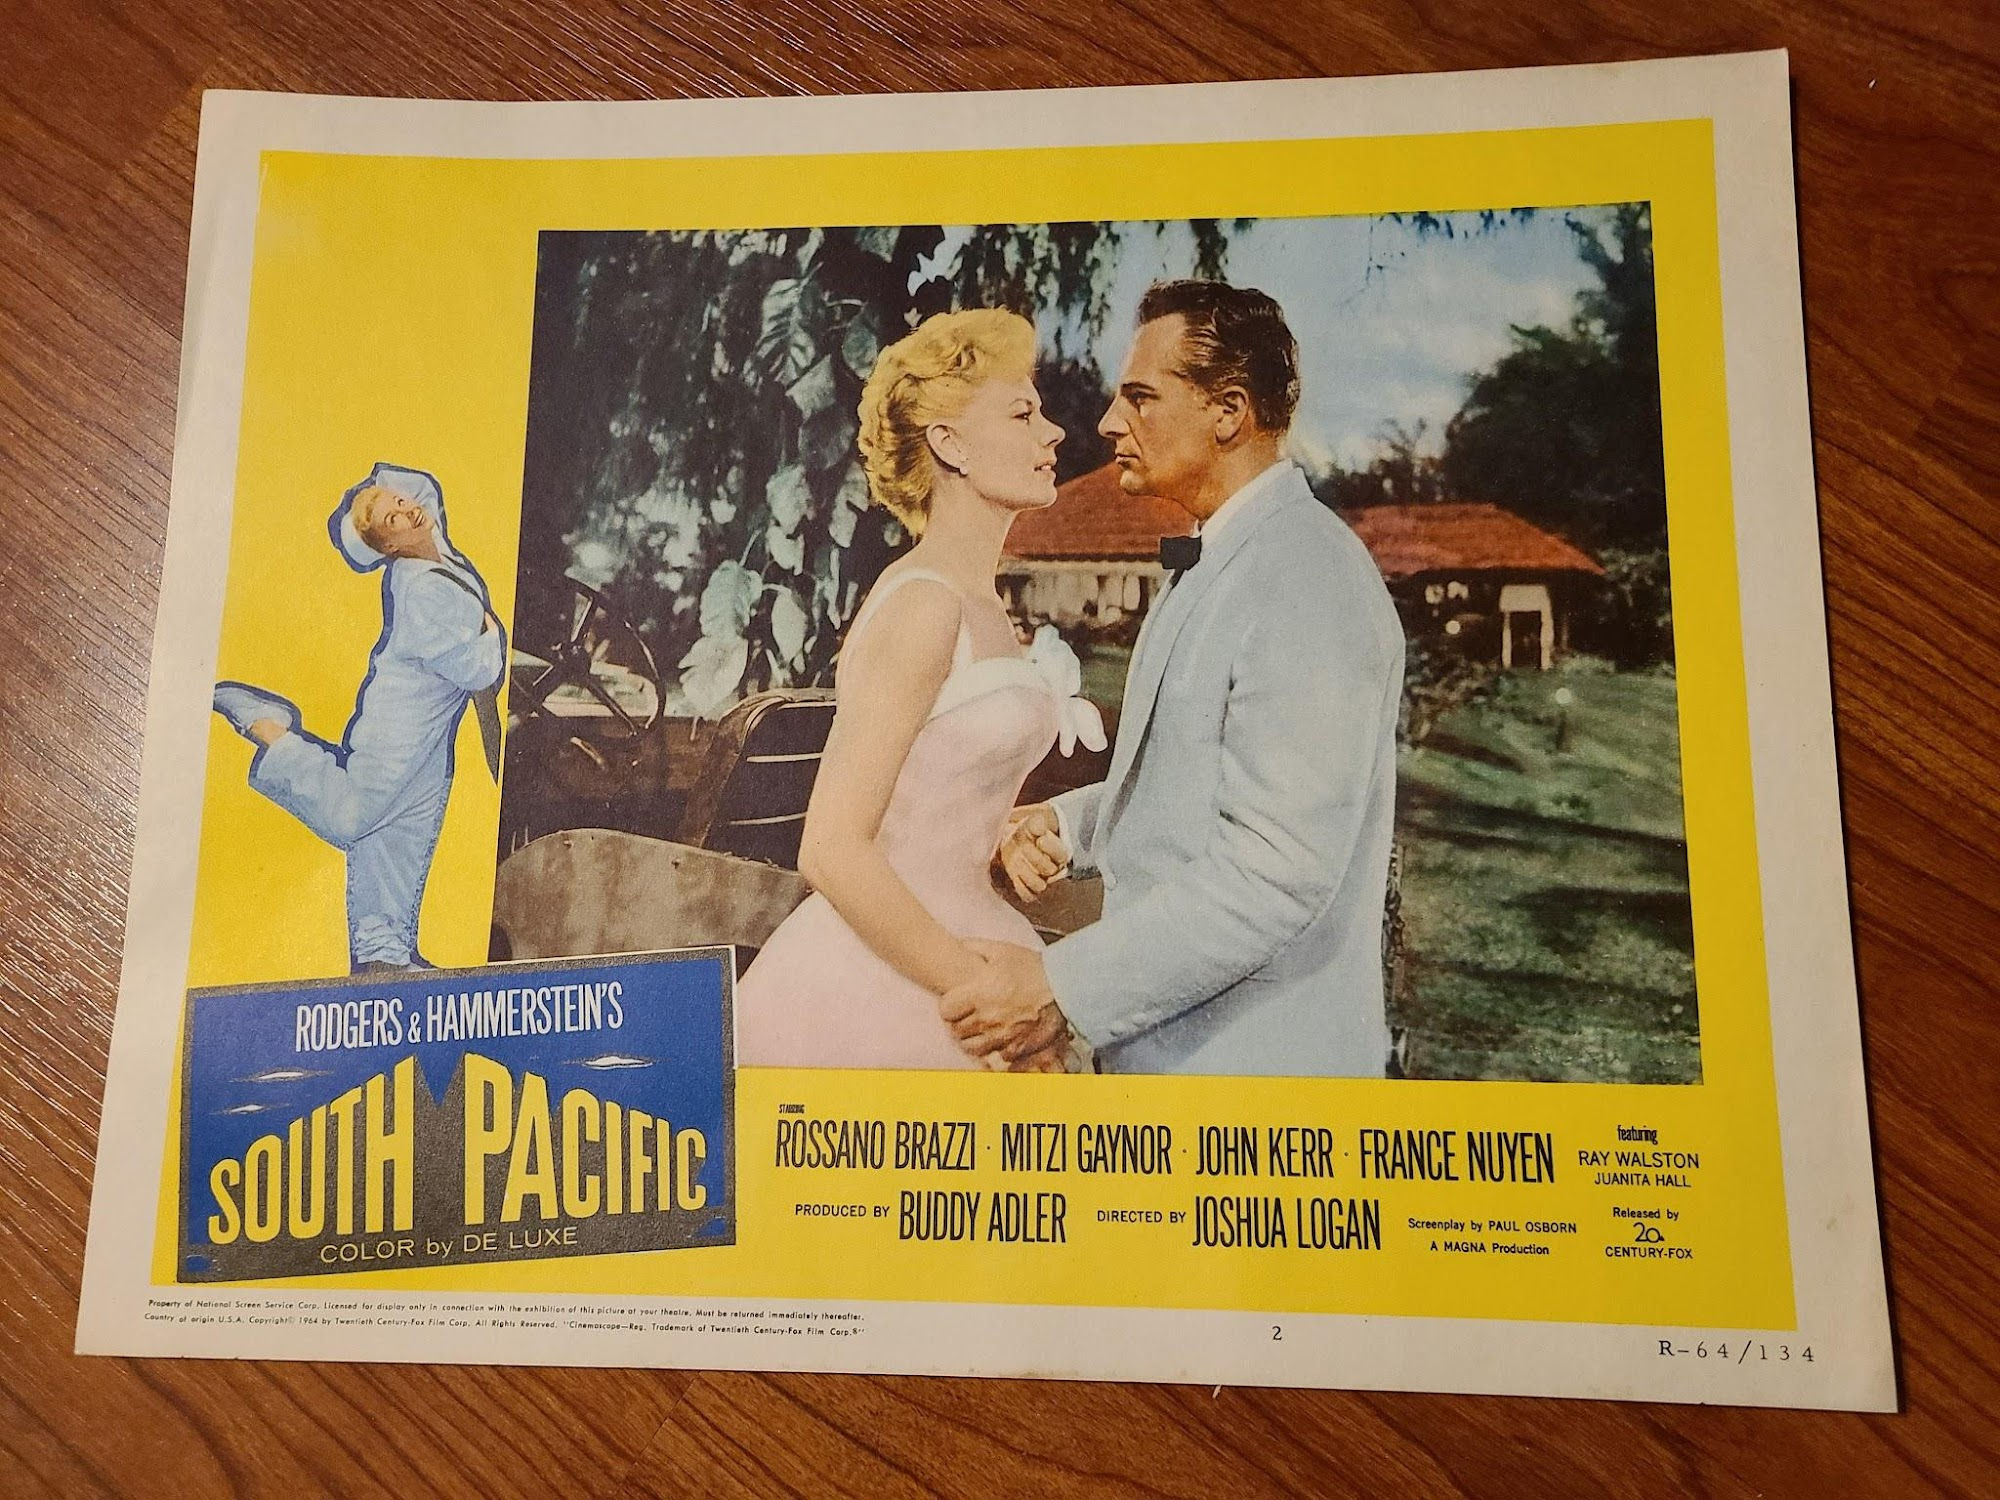 RODGERS & HAMMERSTEIN'S
SOUTH PACIFIC
COLOR by DE LUXE
STARRING
ROSSANO BRAZZI · MITZI GAYNOR · JOHN KERR · FRANCE NUYEN
featuring
RAY WALSTON
JUANITA HALL
PRODUCED BY BUDDY ADLER DIRECTED BY JOSHUA LOGAN
Screenplay by PAUL OSBORN
A MAGNA Production
Released by
20th
CENTURY-FOX
Property of National Screen Service Corp. Licensed for display only in connection with the exhibition of this picture at your theatre. Must be returned immediately thereafter.
Country of origin U.S.A. Copyright© 1964 by Twentieth Century-Fox Film Corp. All Rights Reserved. "Cinemascope—Reg. Trademark of Twentieth Century-Fox Film Corp.®"
2
R-64/134